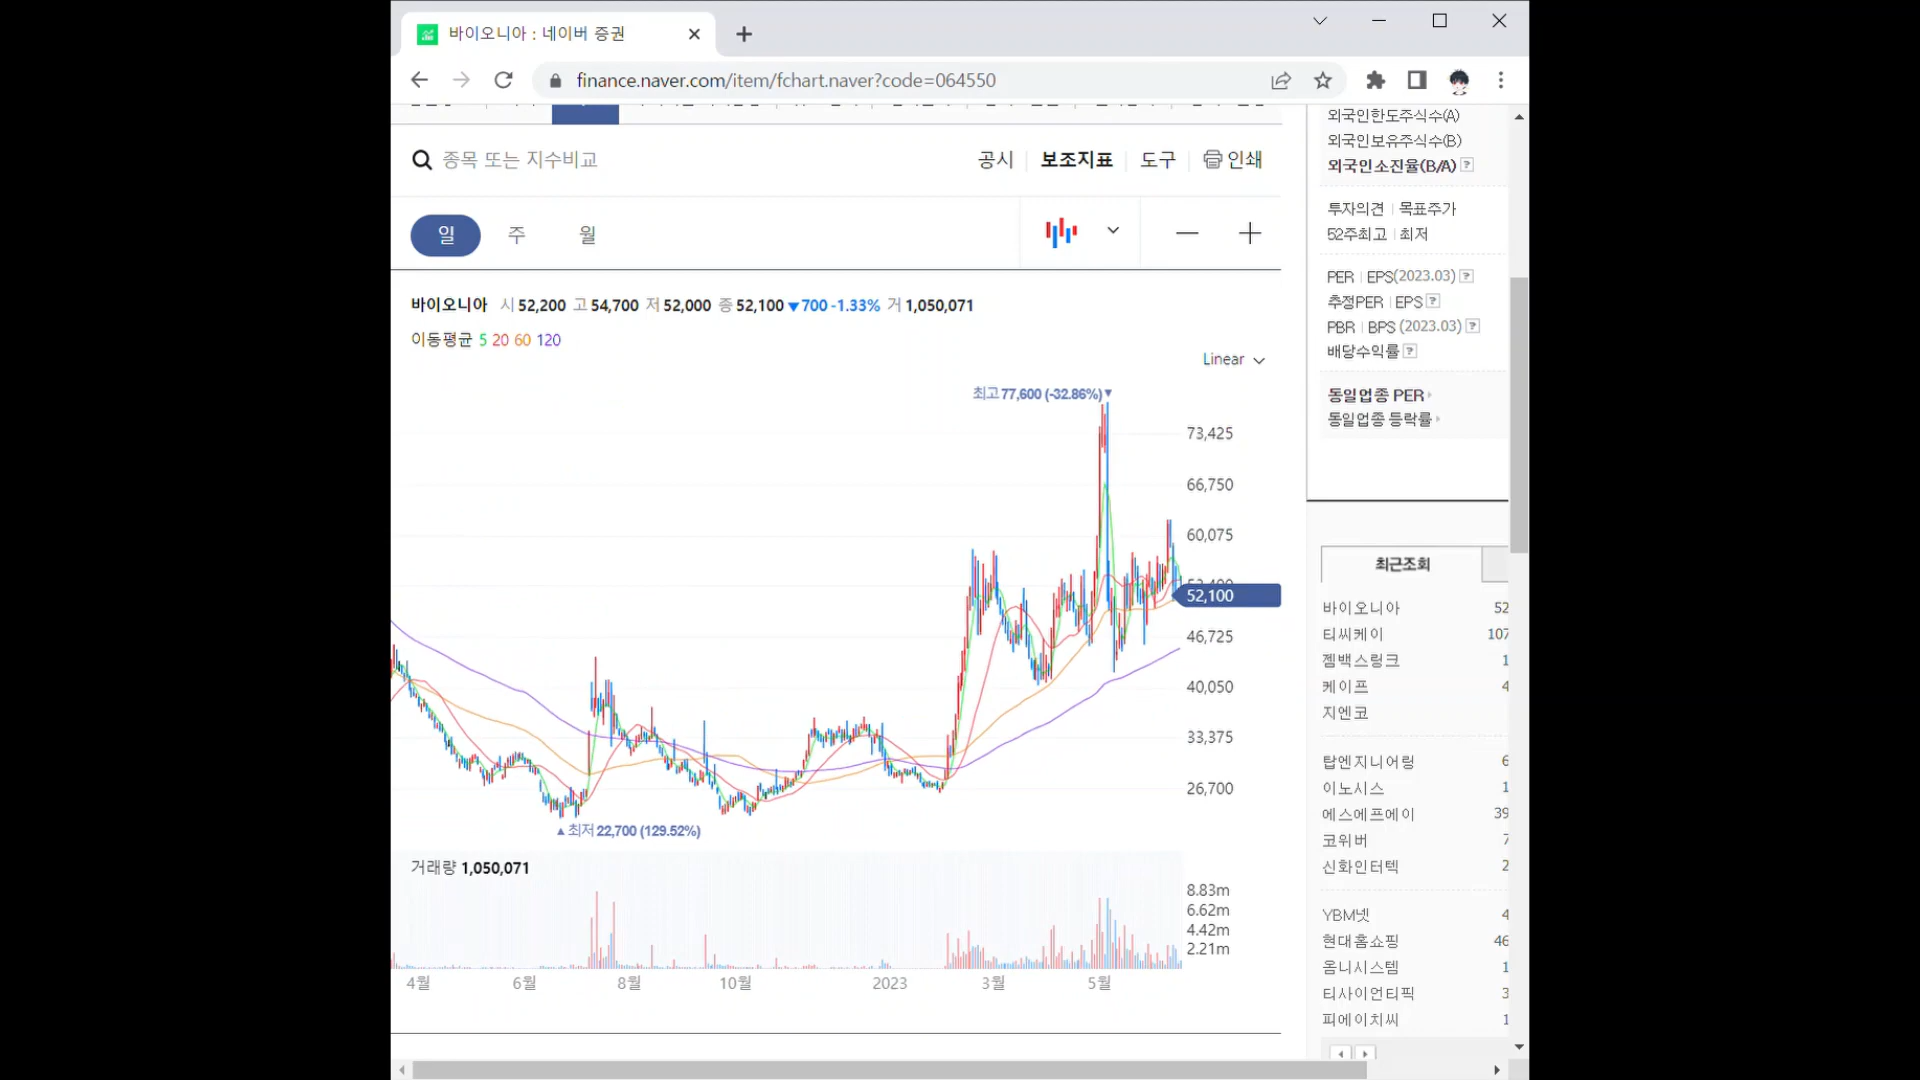 바이오니아 : 네이버 증권
finance.naver.com/item/fchart.naver?code=064550
종목 또는 지수비교
공시
보조지표
도구
인쇄
일
주
월
바이오니아 시 52,200 고 54,700 저 52,000 종 52,100 ▼700 -1.33% 거 1,050,071
이동평균 5 20 60 120
Linear
최고 77,600 (-32.86%)▼
73,425
66,750
60,075
52,100
46,725
40,050
33,375
26,700
▲최저 22,700 (129.52%)
거래량 1,050,071
8.83m
6.62m
4.42m
2.21m
4월
6월
8월
10월
2023
3월
5월
외국인한도주식수(A)
외국인보유주식수(B)
외국인소진율(B/A) ?
투자의견 | 목표주가
52주최고 | 최저
PER | EPS(2023.03) ?
추정PER | EPS ?
PBR | BPS (2023.03) ?
배당수익률 ?
동일업종 PER
동일업종 등락률
최근조회
바이오니아 52
티씨케이 107
젬백스링크 1
케이프 4
지엔코
탑엔지니어링 6
이노시스 1
에스에프에이 39
코위버 7
신화인터텍 2
YBM넷 4
현대홈쇼핑 46
옴니시스템 1
티사이언티픽 3
피에이치씨 1